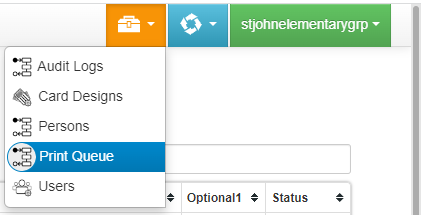 stjohnelementarygrp
Audit Logs
Card Designs
Persons
Print Queue
Users
Optional1 Status